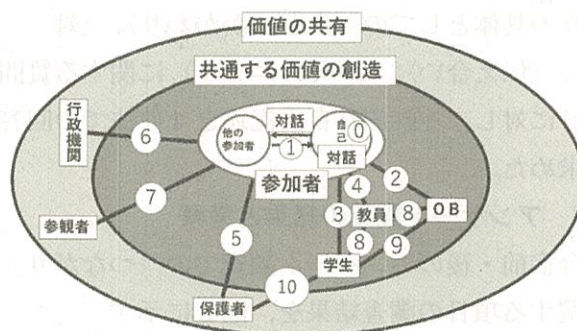 価値の共有
共通する価値の創造
対話
他の
参加者
自己
0
1
対話
参加者
行政機関
6
7
参観者
5
4
2
3
教員
8
OB
8
9
学生
10
保護者